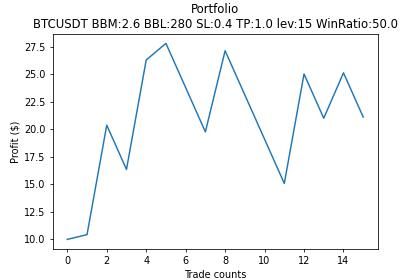 Portfolio
BTCUSDT BBM:2.6 BBL:280 SL:0.4 TP:1.0 lev:15 WinRatio:50.0
27.5
25.0
22.5
20.0
17.5
15.0
12.5
10.0
Profit ($)
0 2 4 6 8 10 12 14
Trade counts